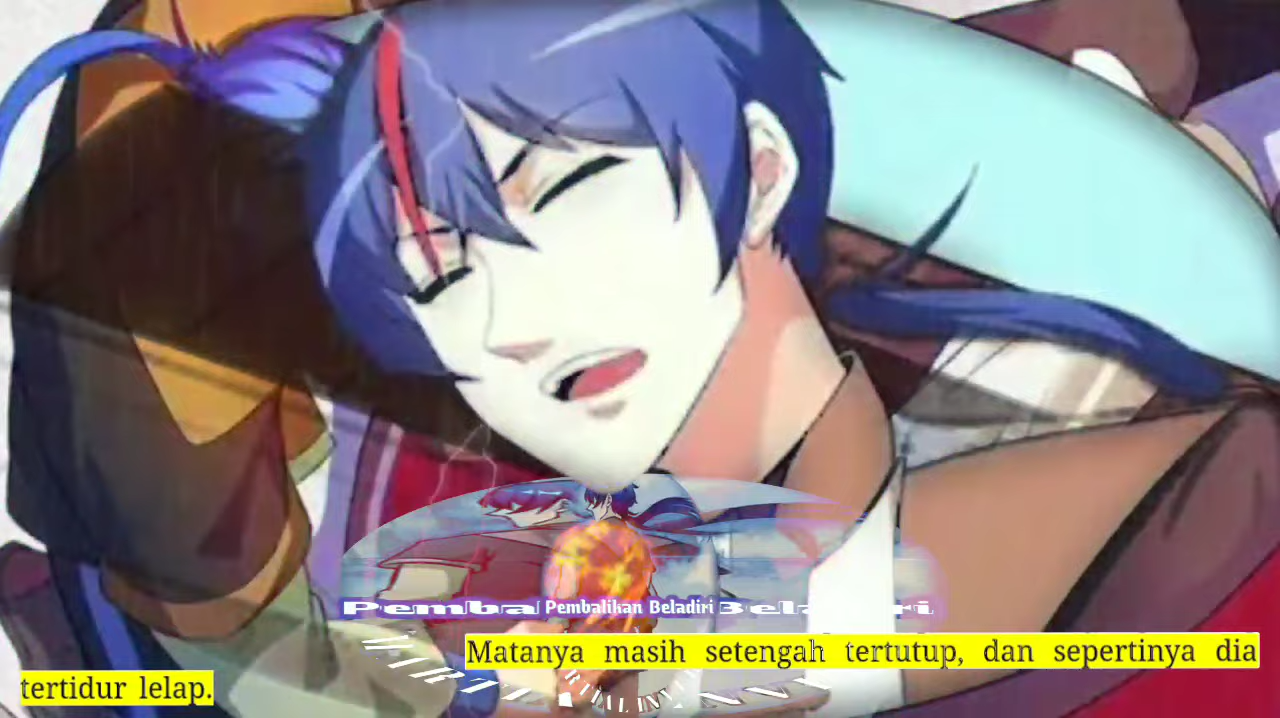 Pembalikan Beladiri
Matanya masih setengah tertutup, dan sepertinya dia
tertidur lelap.